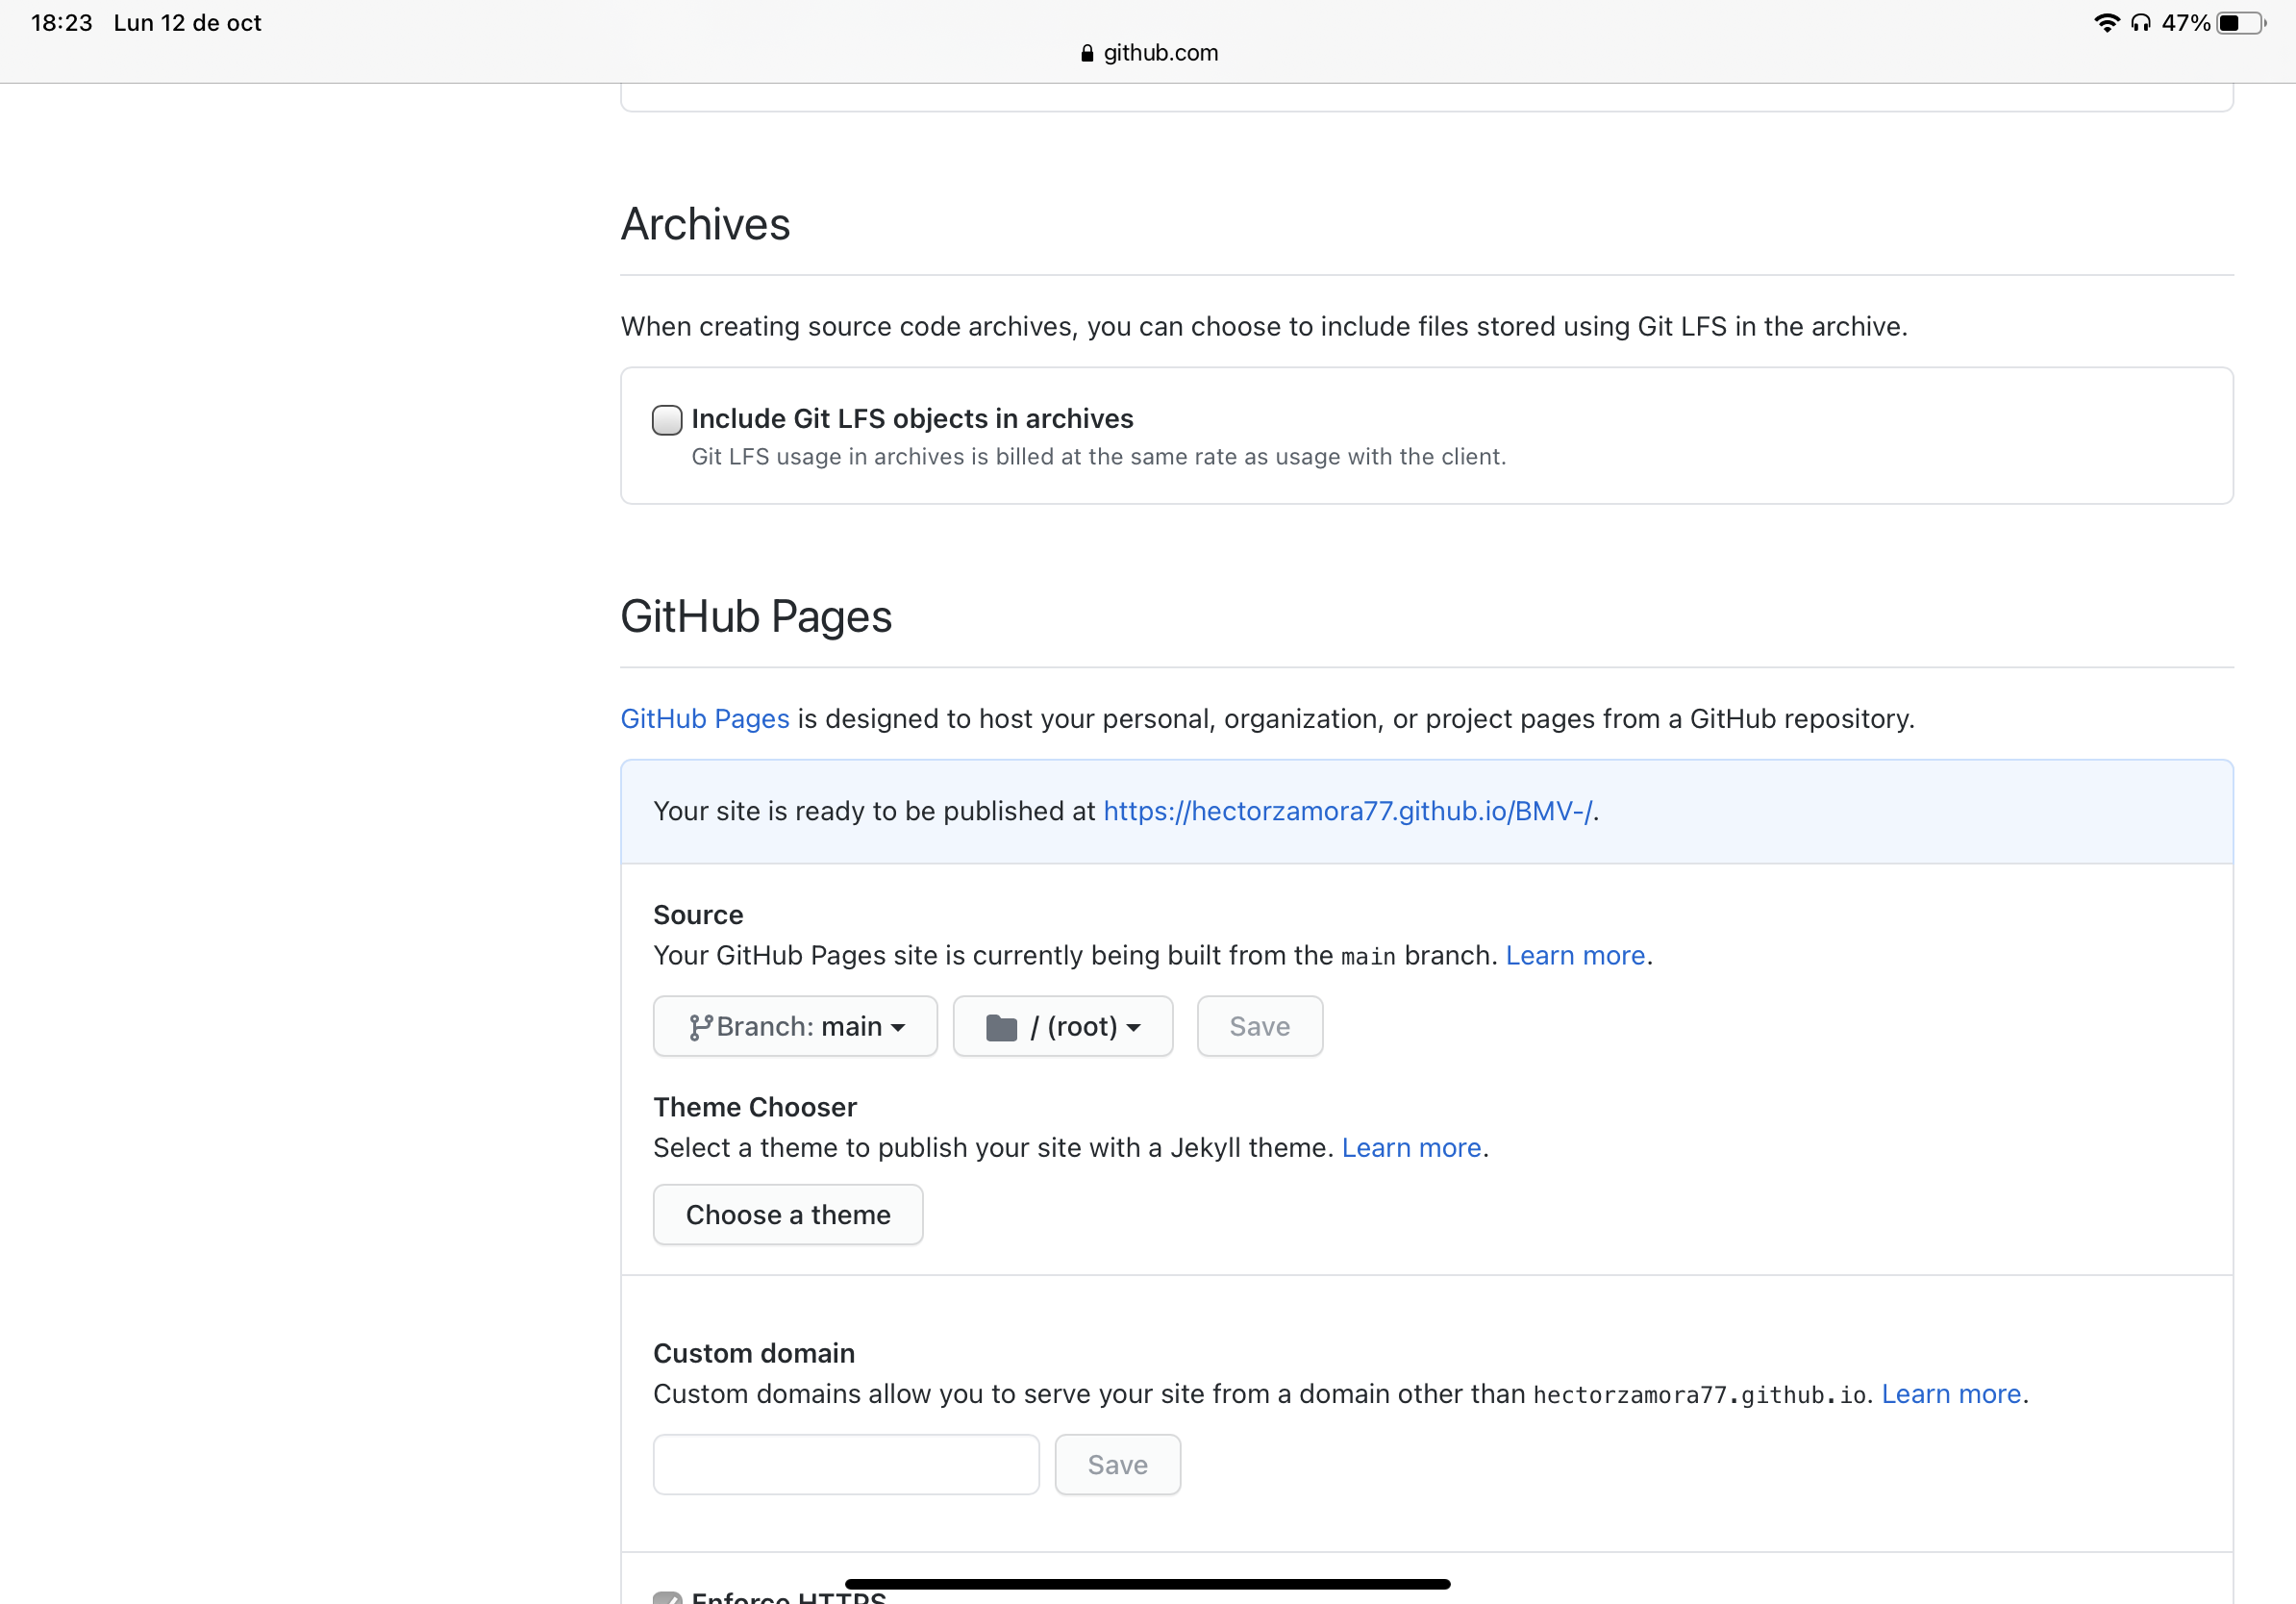 18:23 Lun 12 de oct
47%
github.com
Archives
When creating source code archives, you can choose to include files stored using Git LFS in the archive.
Include Git LFS objects in archives
Git LFS usage in archives is billed at the same rate as usage with the client.
GitHub Pages
GitHub Pages is designed to host your personal, organization, or project pages from a GitHub repository.
Your site is ready to be published at https://hectorzamora77.github.io/BMV-/.
Source
Your GitHub Pages site is currently being built from the main branch. Learn more.
Branch: main
/ (root)
Save
Theme Chooser
Select a theme to publish your site with a Jekyll theme. Learn more.
Choose a theme
Custom domain
Custom domains allow you to serve your site from a domain other than hectorzamora77.github.io. Learn more.
Save
Enforce HTTPS